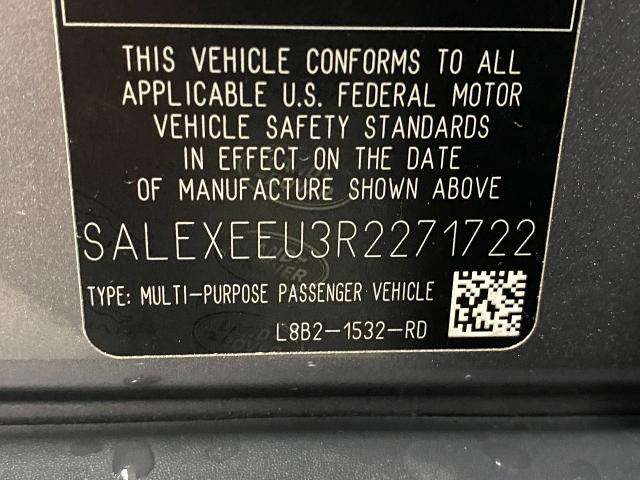 THIS VEHICLE CONFORMS TO ALL
APPLICABLE U.S. FEDERAL MOTOR
VEHICLE SAFETY STANDARDS
IN EFFECT ON THE DATE
OF MANUFACTURE SHOWN ABOVE
SALEXEEU3R2271722
TYPE: MULTI-PURPOSE PASSENGER VEHICLE
L8B2-1532-RD